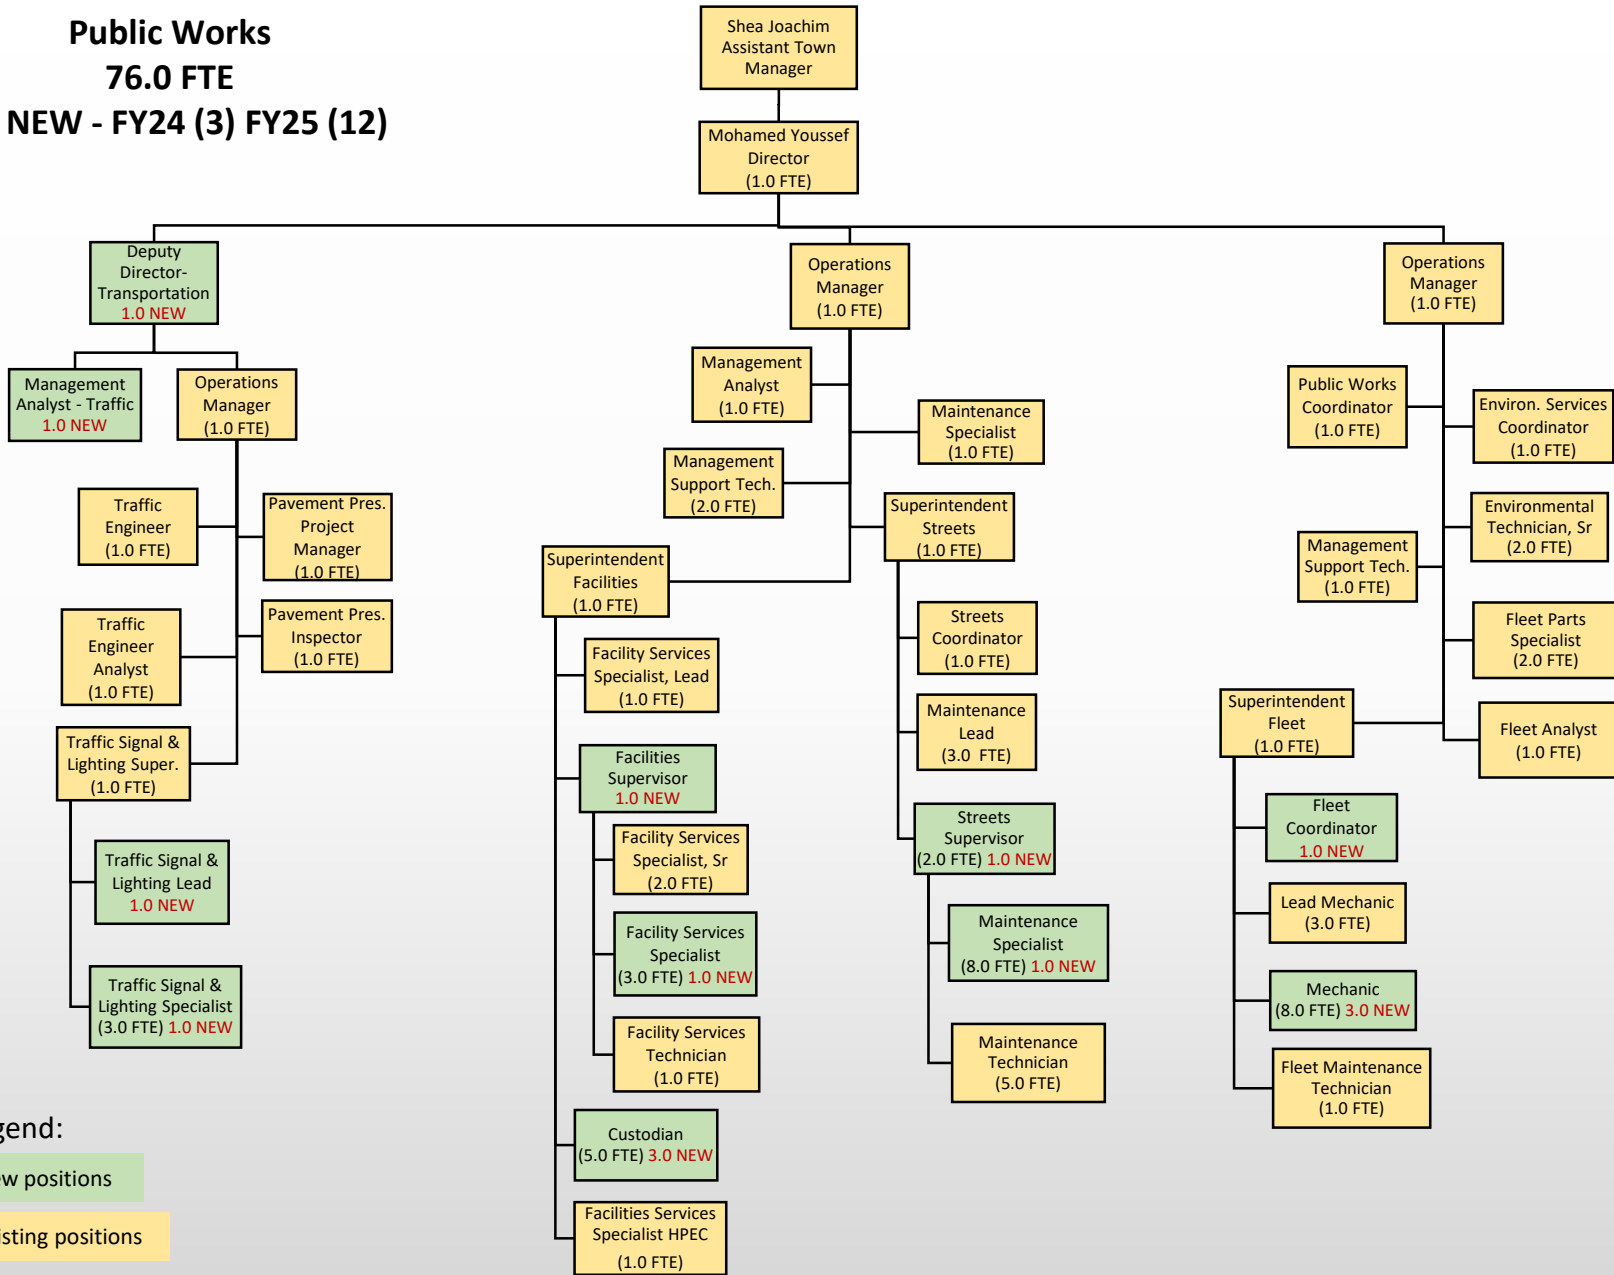 Public Works
76.0 FTE
NEW - FY24 (3) FY25 (12)
Shea Joachim
Assistant Town
Manager
Mohamed Youssef
Director
(1.0 FTE)
Deputy
Director-
Transportation
1.0 NEW
Management
Analyst - Traffic
1.0 NEW
Operations
Manager
(1.0 FTE)
Traffic
Engineer
(1.0 FTE)
Pavement Pres.
Project
Manager
(1.0 FTE)
Traffic
Engineer
Analyst
(1.0 FTE)
Pavement Pres.
Inspector
(1.0 FTE)
Traffic Signal &
Lighting Super.
(1.0 FTE)
Traffic Signal &
Lighting Lead
1.0 NEW
Traffic Signal &
Lighting Specialist
(3.0 FTE) 1.0 NEW
Operations
Manager
(1.0 FTE)
Management
Analyst
(1.0 FTE)
Maintenance
Specialist
(1.0 FTE)
Management
Support Tech.
(2.0 FTE)
Superintendent
Streets
(1.0 FTE)
Superintendent
Facilities
(1.0 FTE)
Facility Services
Specialist, Lead
(1.0 FTE)
Facilities
Supervisor
1.0 NEW
Facility Services
Specialist, Sr
(2.0 FTE)
Facility Services
Specialist
(3.0 FTE) 1.0 NEW
Facility Services
Technician
(1.0 FTE)
Custodian
(5.0 FTE) 3.0 NEW
Facilities Services
Specialist HPEC
(1.0 FTE)
Streets
Coordinator
(1.0 FTE)
Maintenance
Lead
(3.0 FTE)
Streets
Supervisor
(2.0 FTE) 1.0 NEW
Maintenance
Specialist
(8.0 FTE) 1.0 NEW
Maintenance
Technician
(5.0 FTE)
Operations
Manager
(1.0 FTE)
Public Works
Coordinator
(1.0 FTE)
Environ. Services
Coordinator
(1.0 FTE)
Environmental
Technician, Sr
(2.0 FTE)
Management
Support Tech.
(1.0 FTE)
Fleet Parts
Specialist
(2.0 FTE)
Superintendent
Fleet
(1.0 FTE)
Fleet Analyst
(1.0 FTE)
Fleet
Coordinator
1.0 NEW
Lead Mechanic
(3.0 FTE)
Mechanic
(8.0 FTE) 3.0 NEW
Fleet Maintenance
Technician
(1.0 FTE)
gend:
ew positions
isting positions